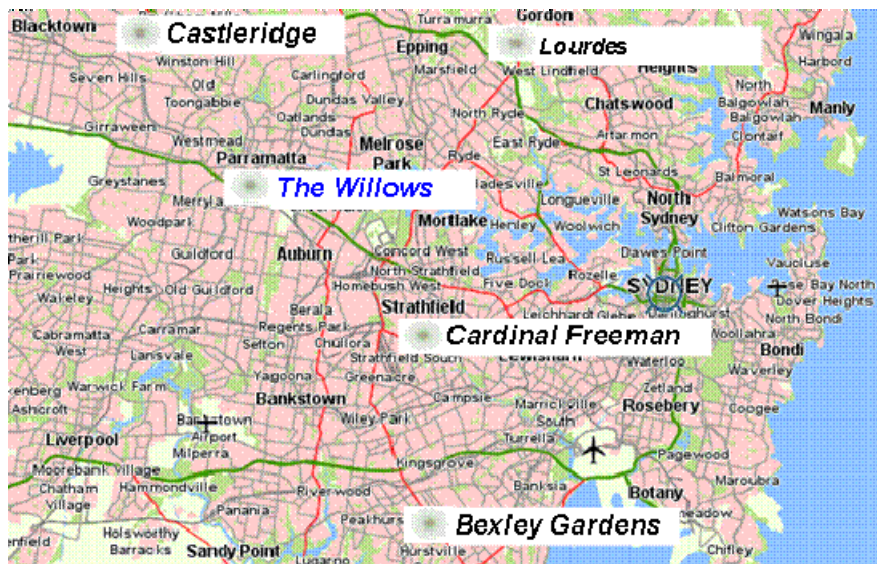 Blacktown
Castleridge
Turramurra
Gordon
Lourdes
Wingala
Winston Hill
Epping
Marsfield
West Lindfield
Heights
Harbord
Seven Hills
Old
Toongabbie
Carlingford
Dundas Valley
Chatswood
North
Balgowlah
Balgowlah
Manly
Oatlands
Dundas
North Ryde
Girraween
Westmead
Melrose
Park
East Ryde
Artarmon
Clontarf
Parramatta
Ryde
St Leonards
Balmoral
Greystanes
The Willows
Longueville
North
Sydney
Woodpark
Mortlake
Henley
Woolwich
Clifton Gardens
Watsons Bay
Park
Prairiewood
Guildford
Auburn
Concord West
Russell Lea
Dawes Point
Vaucluse
North Strathfield
Rozelle
Wakeley
Heights
Old Guildford
Homebush West
Five Dock
SYDNEY
Bay North
Dover Heights
Berala
Strathfield
Leichhardt
Glebe
North Bondi
Cabramatta
West
Carramar
Regents Park
Sefton
Chullora
Cardinal Freeman
Woollahra
Lansvale
Strathfield South
Waterloo
Bondi
Waverley
Warwick Farm
Yagoona
Greenacre
Zetland
Ashcroft
Bankstown
Campsie
Marrickville
South
Rosebery
Coogee
Liverpool
Bankstown
Airport
Milperra
Wiley Park
Turrella
Moorebank Village
Kingsgrove
Pagewood
Chatham
Village
Hammondville
Riverwood
Banksia
Botany
Maroubra
Panania
Holsworthy
Barracks
Sandy Point
Bexley Gardens
Hurstville
Chifley